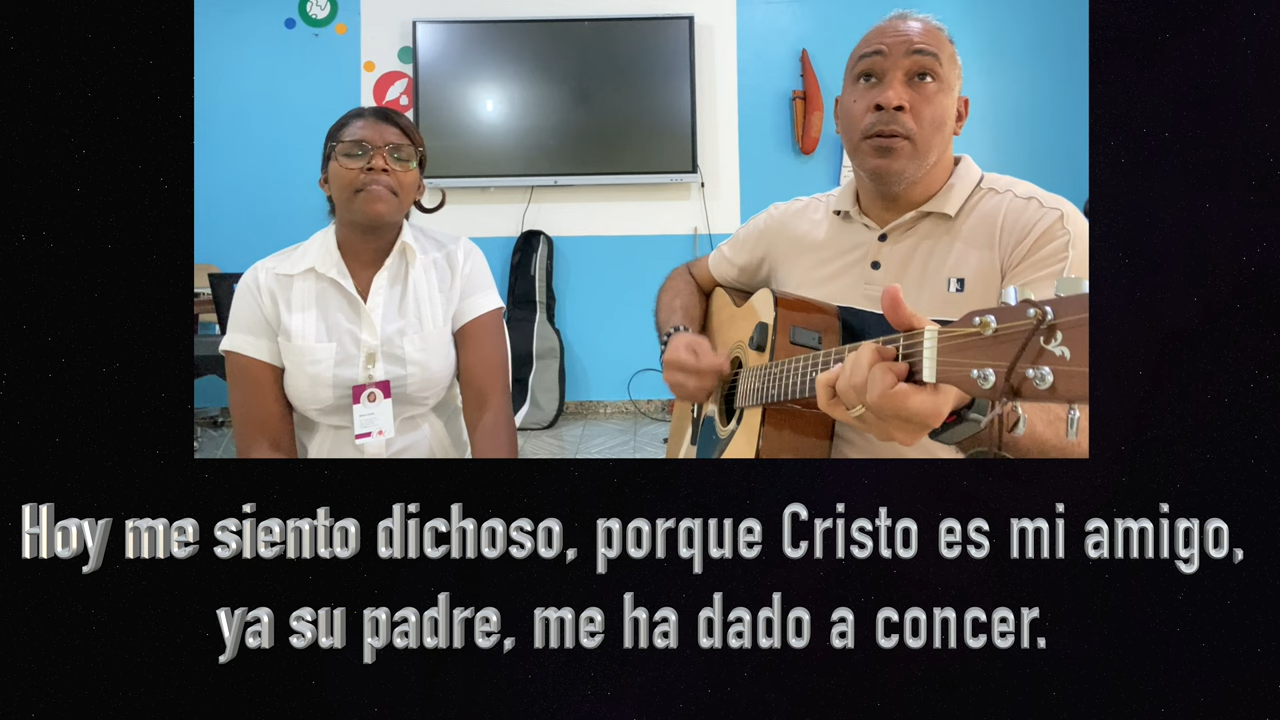 Hoy me siento dichoso, porque Cristo es mi amigo,
ya su padre, me ha dado a concer.